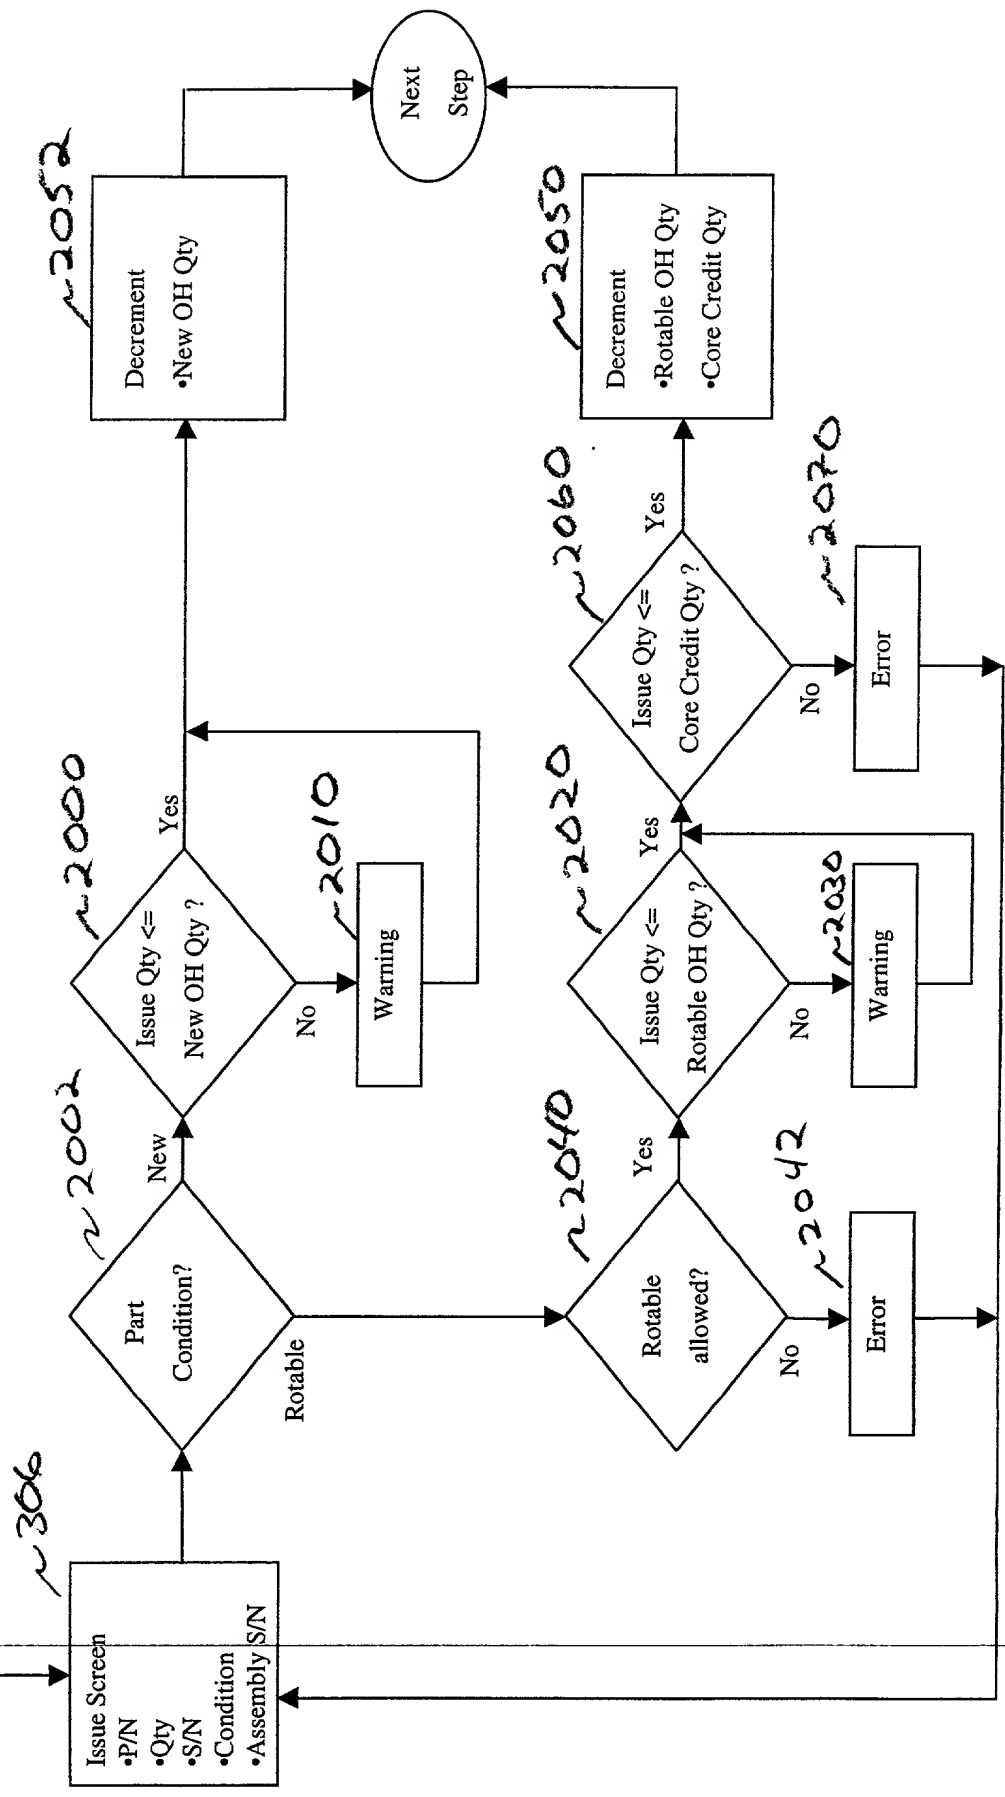 ~306
Issue Screen
•P/N
•Qty
•S/N
•Condition
•Assembly S/N
~2002
Part
Condition?
New
Rotable
~2000
Issue Qty <=
New OH Qty ?
Yes
No
~2010
Warning
~2052
Decrement
•New OH Qty
Next
Step
~2040
Rotable
allowed?
Yes
No
~2042
Error
~2020
Issue Qty <=
Rotable OH Qty ?
Yes
No
~2030
Warning
~2060
Issue Qty <=
Core Credit Qty ?
Yes
No
~2070
Error
~2050
Decrement
•Rotable OH Qty
•Core Credit Qty